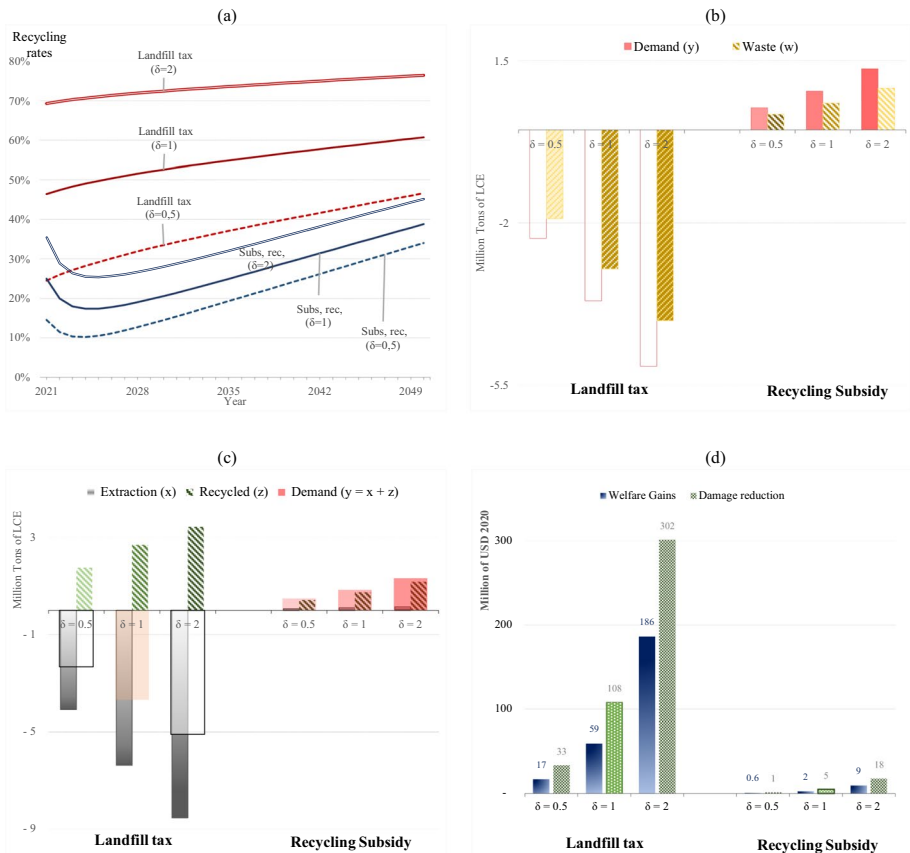 (a)
Recycling
rates
80%
70%
60%
50%
40%
30%
20%
10%
0%
Landfill tax
(δ=2)
Landfill tax
(δ=1)
Landfill tax
(δ=0,5)
Subs, rec,
(δ=2)
Subs, rec,
(δ=1)
Subs, rec,
(δ=0,5)
2021 2028 2035 2042 2049
Year
(b)
Demand (y) Waste (w)
Million Tons of LCE
1.5
-2
-5.5
δ = 0.5 δ = 1 δ = 2 δ = 0.5 δ = 1 δ = 2
Landfill tax Recycling Subsidy
(c)
Extraction (x) Recycled (z) Demand (y = x + z)
Million Tons of LCE
3
- 1
- 5
- 9
δ = 0.5 δ = 1 δ = 2 δ = 0.5 δ = 1 δ = 2
Landfill tax Recycling Subsidy
(d)
Welfare Gains Damage reduction
Million of USD 2020
300
200
100
-
17 33 59 108 186 302 0.6 1 2 5 9 18
δ = 0.5 δ = 1 δ = 2 δ = 0.5 δ = 1 δ = 2
Landfill tax Recycling Subsidy